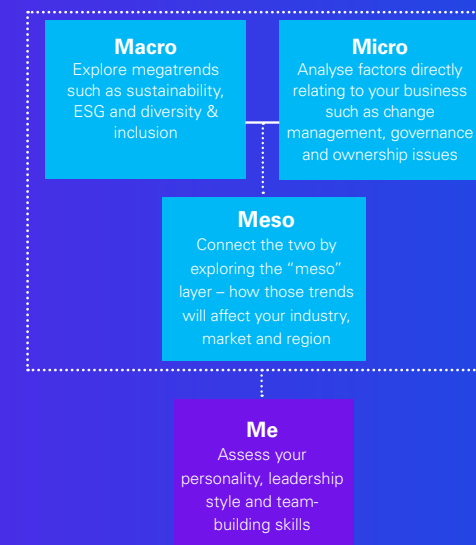 Macro
Explore megatrends
such as sustainability,
ESG and diversity &
inclusion
Micro
Analyse factors directly
relating to your business
such as change
management, governance
and ownership issues
Meso
Connect the two by
exploring the “meso”
layer – how those trends
will affect your industry,
market and region
Me
Assess your
personality, leadership
style and team-
building skills